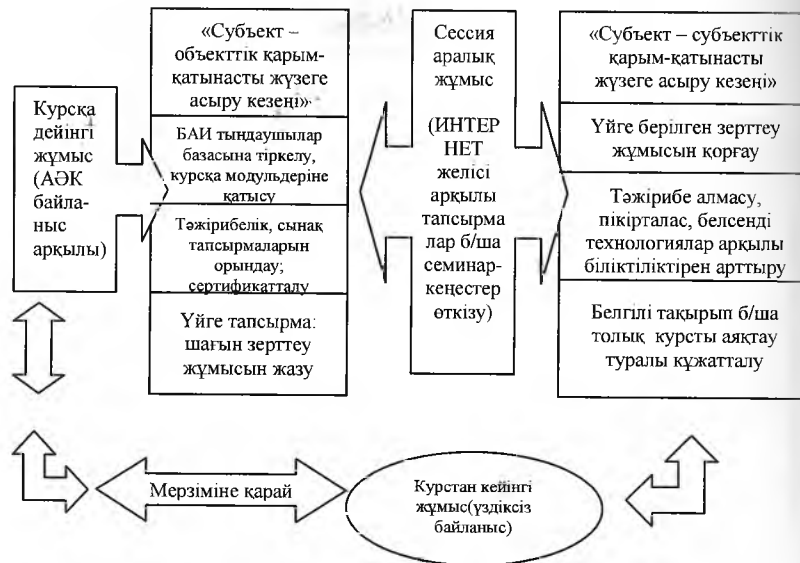 Курсқа
дейінгі
жұмыс
(АӘК
байла-
ныс
арқылы)
«Субъект –
объекттік қарым-
қатынасты жүзеге
асыру кезеңі»
БАИ тыңдаушылар
базасына тіркелу,
курсқа модульдеріне
қатысу
Тәжірибелік, сынақ
тапсырмаларын
орындау;
сертификатталу
Үйге тапсырма:
шағын зерттеу
жұмысын жазу
Сессия
аралық
жұмыс
(ИНТЕР
НЕТ
желісі
арқылы
тапсырма
лар б/ша
семинар-
кеңестер
өткізу)
«Субъект – субъекттік
қарым-қатынасты
жүзеге асыру кезеңі»
Үйге берілген зерттеу
жұмысын қорғау
Тәжірибе алмасу,
пікірталас, белсенді
технологиялар арқылы
біліктіліктірен арттыру
Белгілі тақырып б/ша
толық курсты аяқтау
туралы құжатталу
Мерзіміне қарай
Курстан кейінгі
жұмыс(үздіксіз
байланыс)